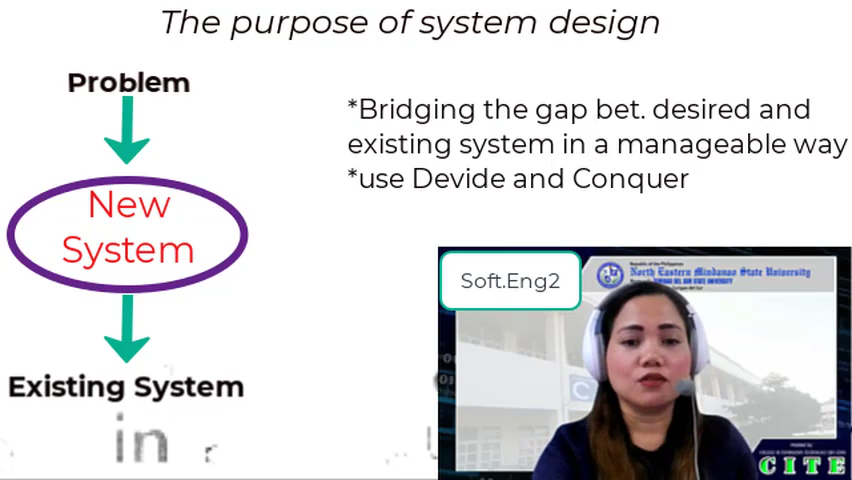 The purpose of system design
Problem
*Bridging the gap bet. desired and
existing system in a manageable way
*use Devide and Conquer
New
System
Soft.Eng2
North Eastern Mindanao State University
Existing System
in
CITE